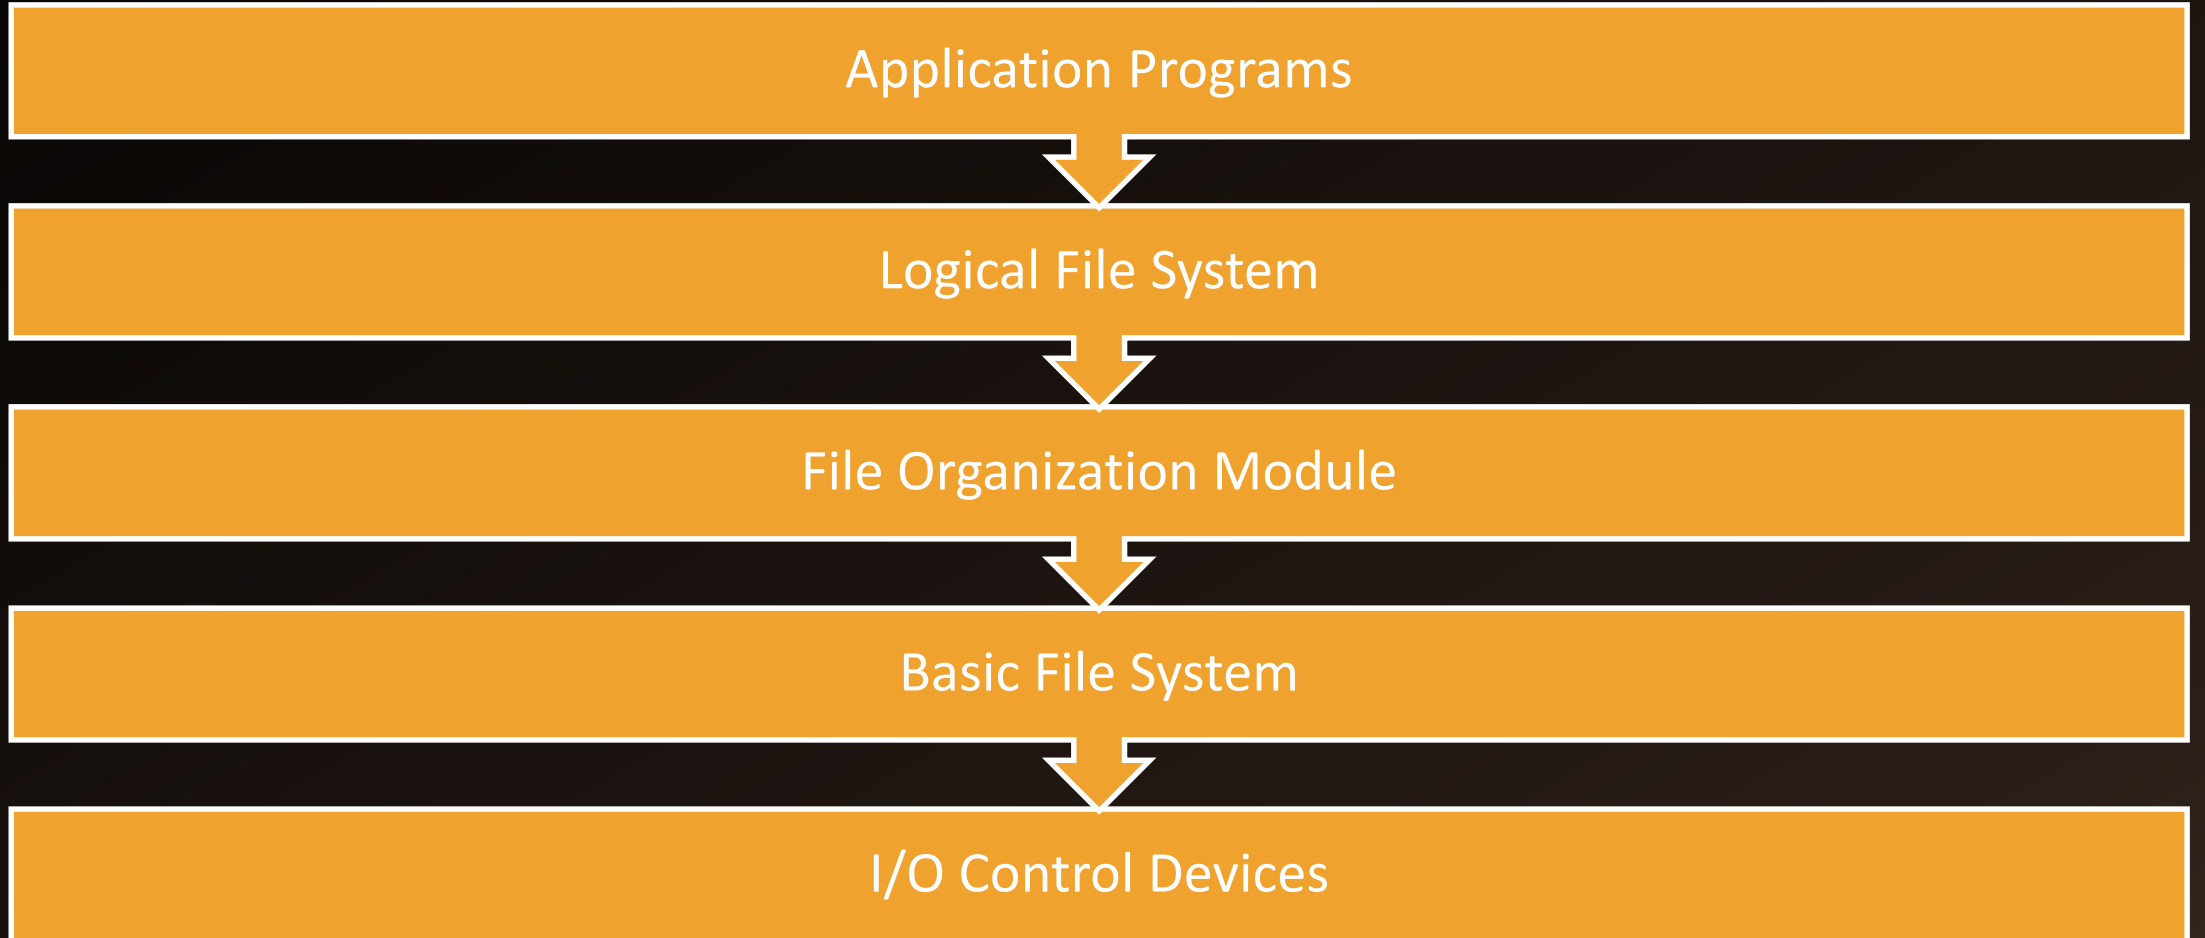 Application Programs
Logical File System
File Organization Module
Basic File System
I/O Control Devices